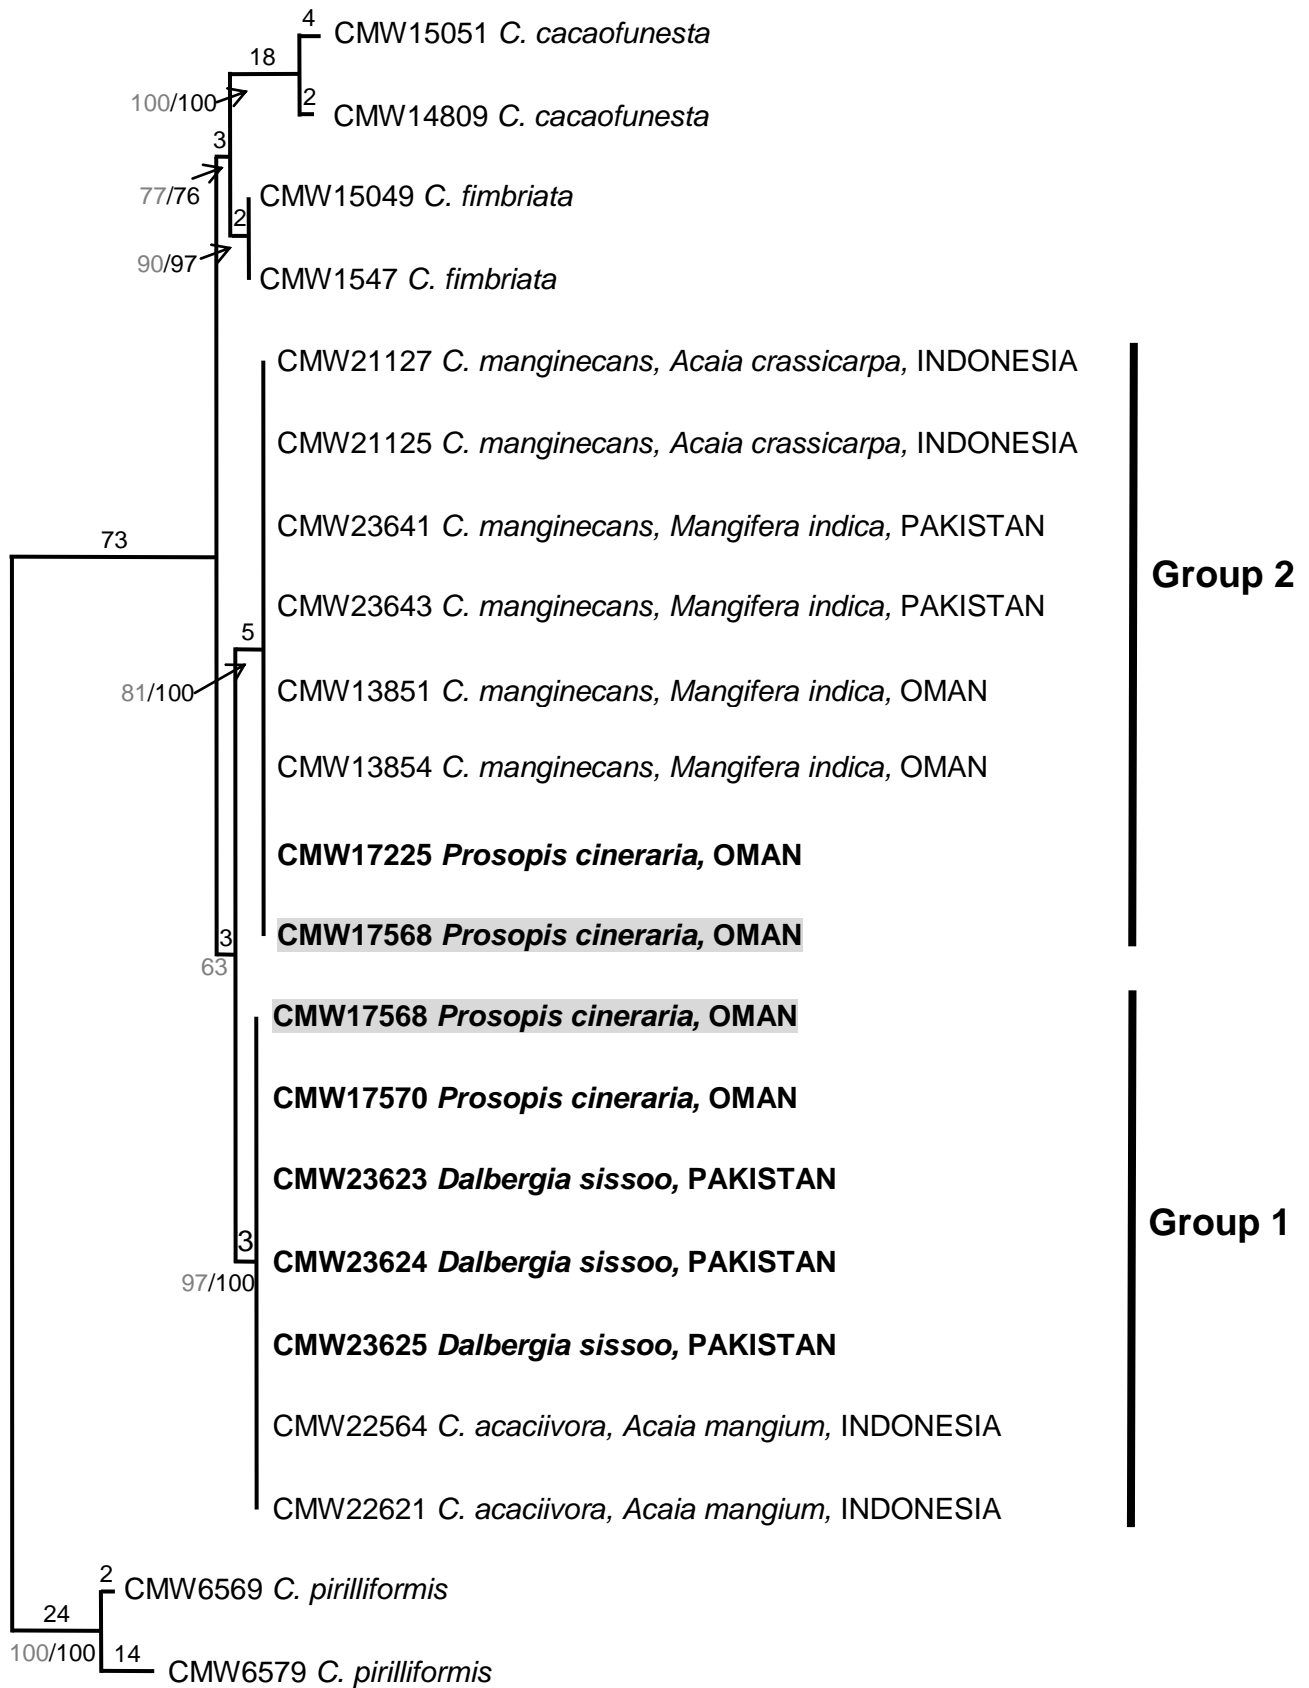 4
CMW15051 C. cacaofunesta
18
100/100
2
CMW14809 C. cacaofunesta
3
77/76
CMW15049 C. fimbriata
2
90/97
CMW1547 C. fimbriata
CMW21127 C. manginecans, Acaia crassicarpa, INDONESIA
CMW21125 C. manginecans, Acaia crassicarpa, INDONESIA
CMW23641 C. manginecans, Mangifera indica, PAKISTAN
73
Group 2
CMW23643 C. manginecans, Mangifera indica, PAKISTAN
5
81/100
CMW13851 C. manginecans, Mangifera indica, OMAN
CMW13854 C. manginecans, Mangifera indica, OMAN
CMW17225 Prosopis cineraria, OMAN
CMW17568 Prosopis cineraria, OMAN
3
63
CMW17568 Prosopis cineraria, OMAN
CMW17570 Prosopis cineraria, OMAN
CMW23623 Dalbergia sissoo, PAKISTAN
Group 1
3
CMW23624 Dalbergia sissoo, PAKISTAN
97/100
CMW23625 Dalbergia sissoo, PAKISTAN
CMW22564 C. acaciivora, Acaia mangium, INDONESIA
CMW22621 C. acaciivora, Acaia mangium, INDONESIA
2
CMW6569 C. pirilliformis
24
100/100
14
CMW6579 C. pirilliformis